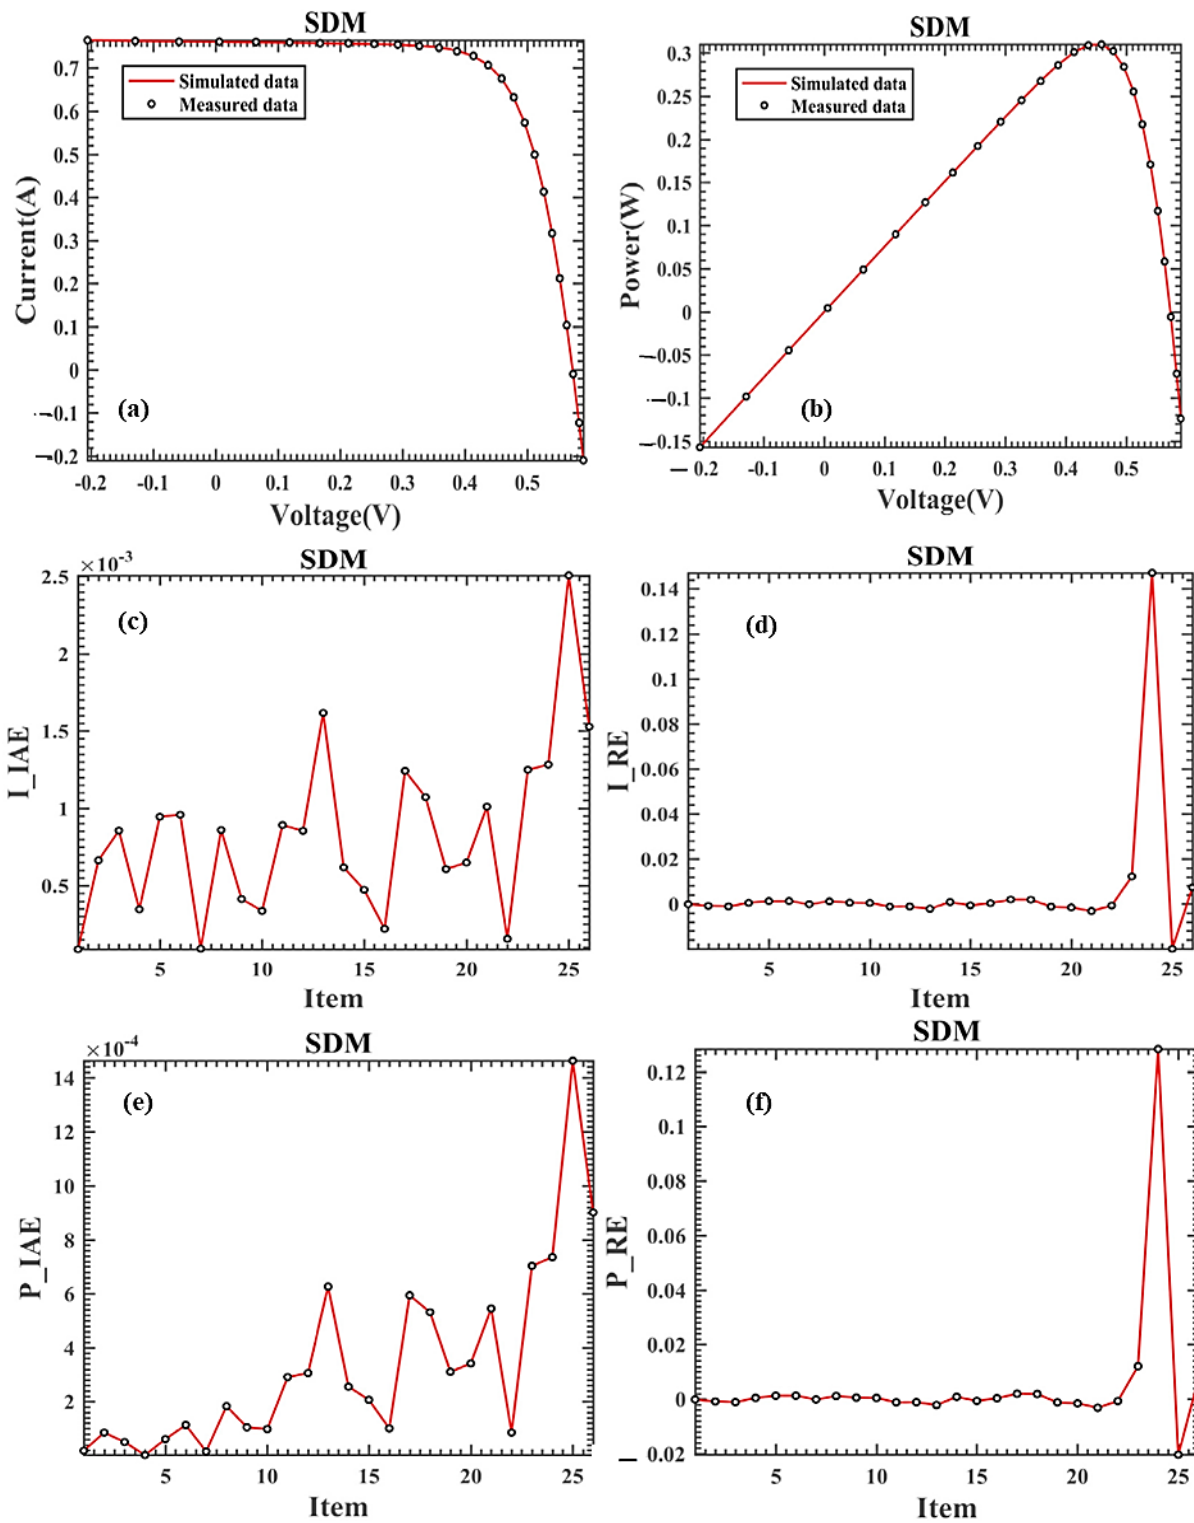 SDM
0.7
0.6
0.5
0.4
0.3
0.2
0.1
0
−0.1
−0.2
Current(A)
Simulated data
Measured data
(a)
-0.2 -0.1 0 0.1 0.2 0.3 0.4 0.5
Voltage(V)
SDM
0.3
0.25
0.2
0.15
0.1
0.05
0
−0.05
−0.1
−0.15
Power(W)
Simulated data
Measured data
(b)
−0.2 -0.1 0 0.1 0.2 0.3 0.4 0.5
Voltage(V)
SDM
×10⁻³
2.5
2
1.5
1
0.5
I_IAE
(c)
5 10 15 20 25
Item
SDM
0.14
0.12
0.1
0.08
0.06
0.04
0.02
0
I_RE
(d)
5 10 15 20 25
Item
SDM
×10⁻⁴
14
12
10
8
6
4
2
P_IAE
(e)
5 10 15 20 25
Item
SDM
0.12
0.1
0.08
0.06
0.04
0.02
0
−0.02
P_RE
(f)
5 10 15 20 25
Item